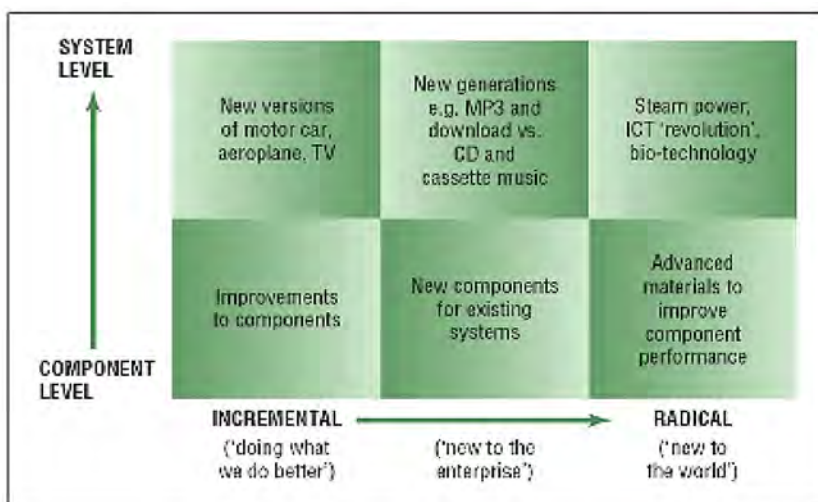 SYSTEM
LEVEL
New versions
of motor car,
aeroplane, TV
New generations
e.g. MP3 and
download vs.
CD and
cassette music
Steam power,
ICT 'revolution',
bio-technology
Improvements
to components
New components
for existing
systems
Advanced
materials to
improve
component
performance
COMPONENT
LEVEL
INCREMENTAL
('doing what
we do better')
('new to the
enterprise')
RADICAL
('new to
the world')